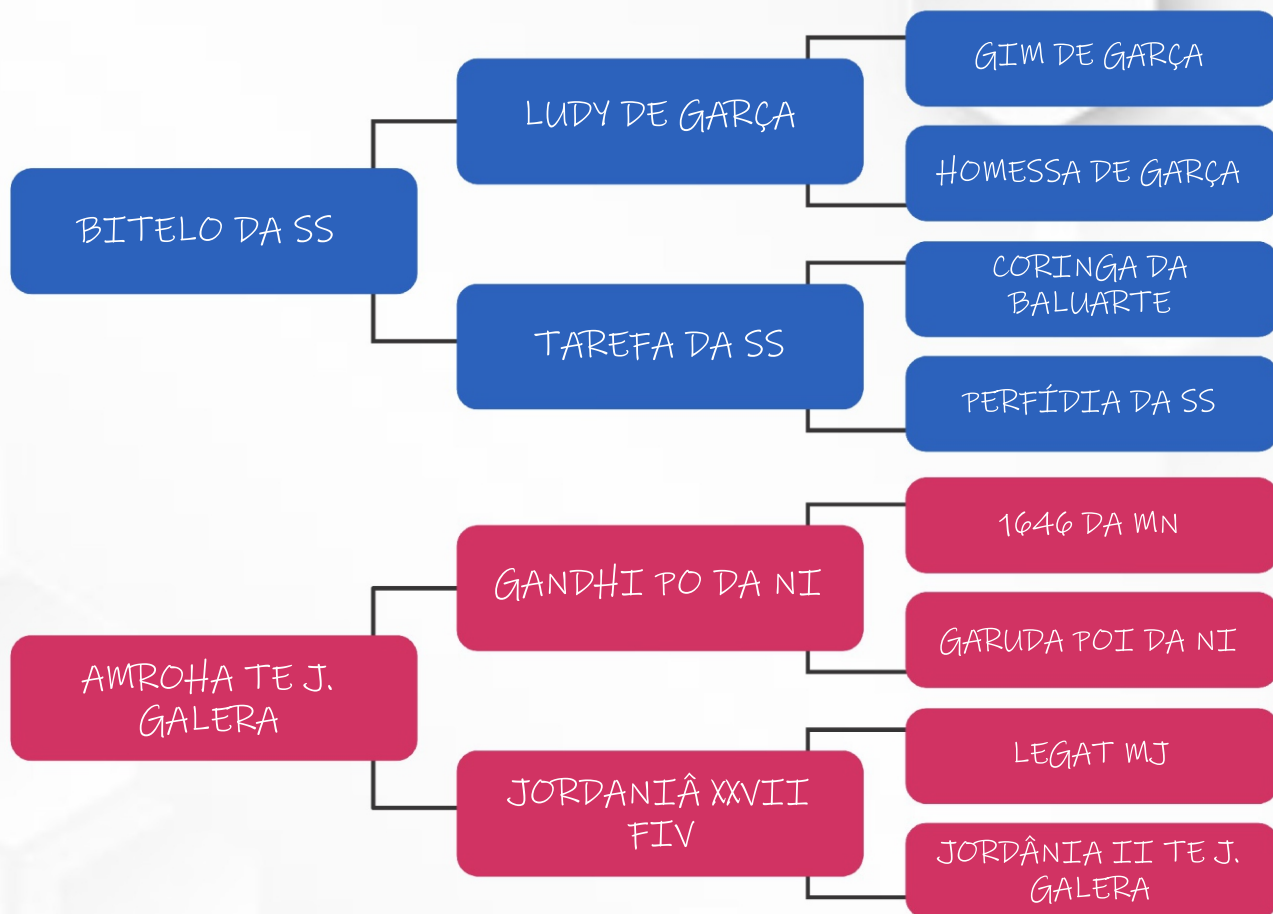 GIM DE GARÇA
LUDY DE GARÇA
HOMESSA DE GARÇA
BITELO DA SS
CORINGA DA
BALUARTE
TAREFA DA SS
PERFÍDIA DA SS
1646 DA MN
GANDHI PO DA NI
GARUDA POI DA NI
AMROHA TE J.
GALERA
LEGAT MJ
JORDANIÂ XXVII
FIV
JORDÂNIA II TE J.
GALERA